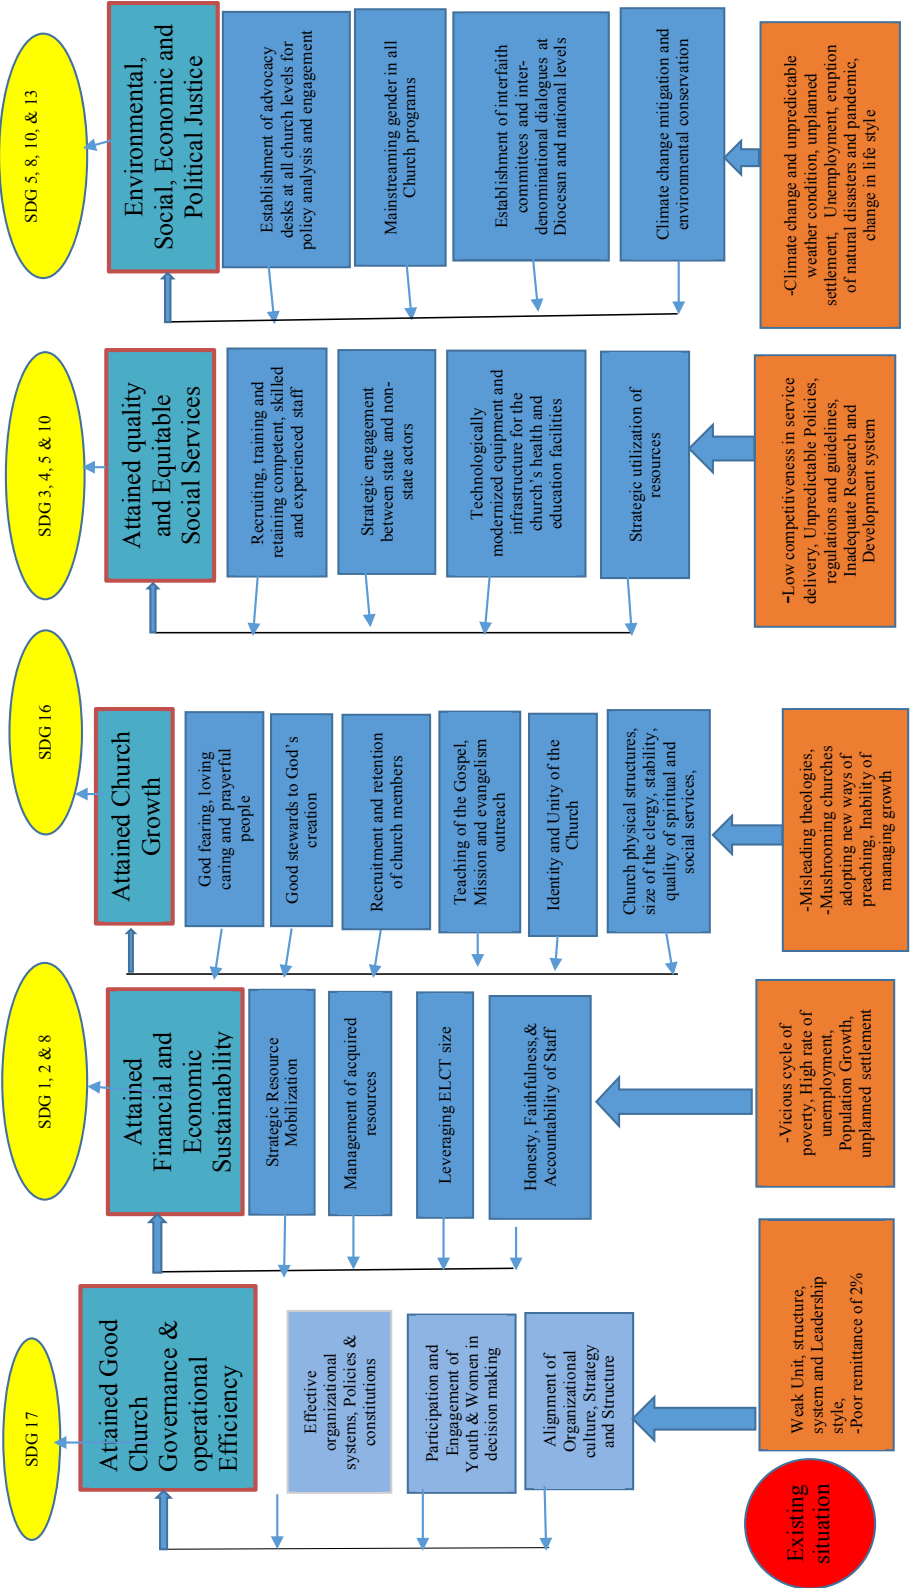 SDG 17
Attained Good
Church
Governance &
operational
Efficiency
Effective
organizational
systems, Policies &
constitutions
Participation and
Engagement of
Youth & Women in
decision making
Alignment of
Organizational
culture, Strategy
and Structure
Weak Unit, structure,
system and Leadership
style,
-Poor remittance of 2%
Existing
situation
SDG 1, 2 & 8
Attained
Financial and
Economic
Sustainability
Strategic Resource
Mobilization
Management of acquired
resources
Leveraging ELCT size
Honesty, Faithfulness,&
Accountability of Staff
-Vicious cycle of
poverty, High rate of
unemployment,
Population Growth,
unplanned settlement
SDG 16
Attained Church
Growth
God fearing, loving
caring and prayerful
people
Good stewards to God’s
creation
Recruitment and retention
of church members
Teaching of the Gospel,
Mission and evangelism
outreach
Identity and Unity of the
Church
Church physical structures,
size of the clergy, stability,
quality of spiritual and
social services,
-Misleading theologies,
-Mushrooming churches
adopting new ways of
preaching, Inability of
managing growth
SDG 3, 4, 5 & 10
Attained quality
and Equitable
Social Services
Recruiting, training and
retaining competent, skilled
and experienced staff
Strategic engagement
between state and non-
state actors
Technologically
modernized equipment and
infrastructure for the
church’s health and
education facilities
Strategic utilization of
resources
-Low competitiveness in service
delivery, Unpredictable Policies,
regulations and guidelines,
Inadequate Research and
Development system
SDG 5, 8, 10, & 13
Environmental,
Social, Economic and
Political Justice
Establishment of advocacy
desks at all church levels for
policy analysis and engagement
Mainstreaming gender in all
Church programs
Establishment of interfaith
committees and inter-
denominational dialogues at
Diocesan and national levels
Climate change mitigation and
environmental conservation
-Climate change and unpredictable
weather condition, unplanned
settlement, Unemployment, eruption
of natural disasters and pandemic,
change in life style